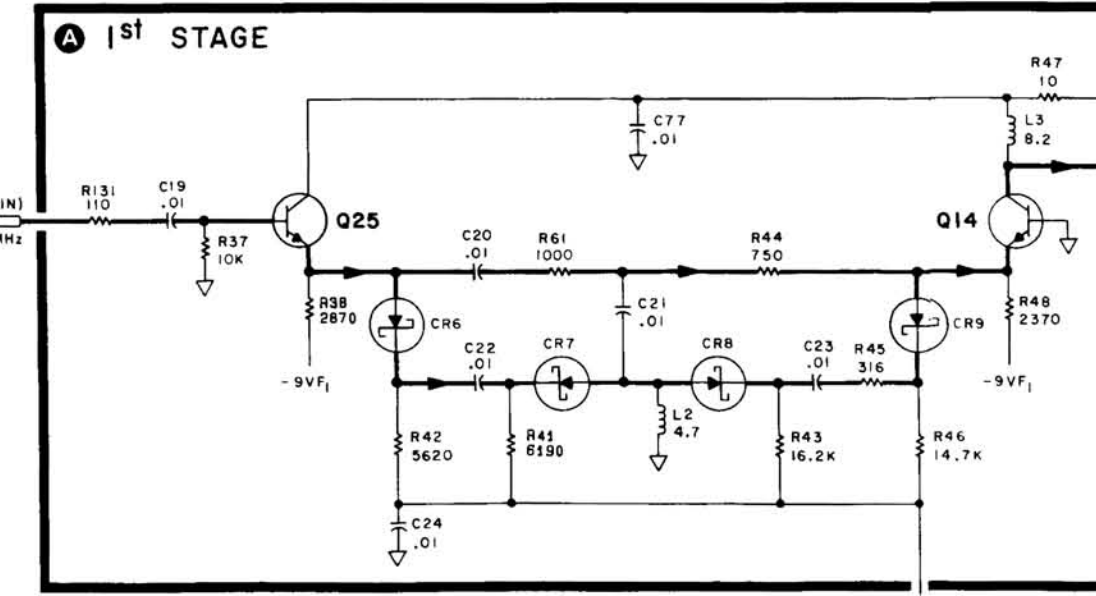 A 1st STAGE
R47
10
C77
.01
L3
8.2
IN)
R131
110
C19
.01
Q25
Q14
R37
10K
C20
.01
R61
1000
R44
750
R38
2870
CR6
C21
.01
CR9
R48
2370
-9VF1
C22
.01
CR7
CR8
C23
.01
R45
316
-9VF1
L2
4.7
R42
5620
R41
6190
R43
16.2K
R46
14.7K
C24
.01